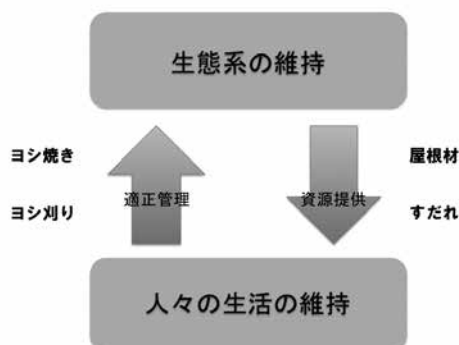 生態系の維持
ヨシ焼き
屋根材
適正管理
資源提供
ヨシ刈り
すだれ
人々の生活の維持